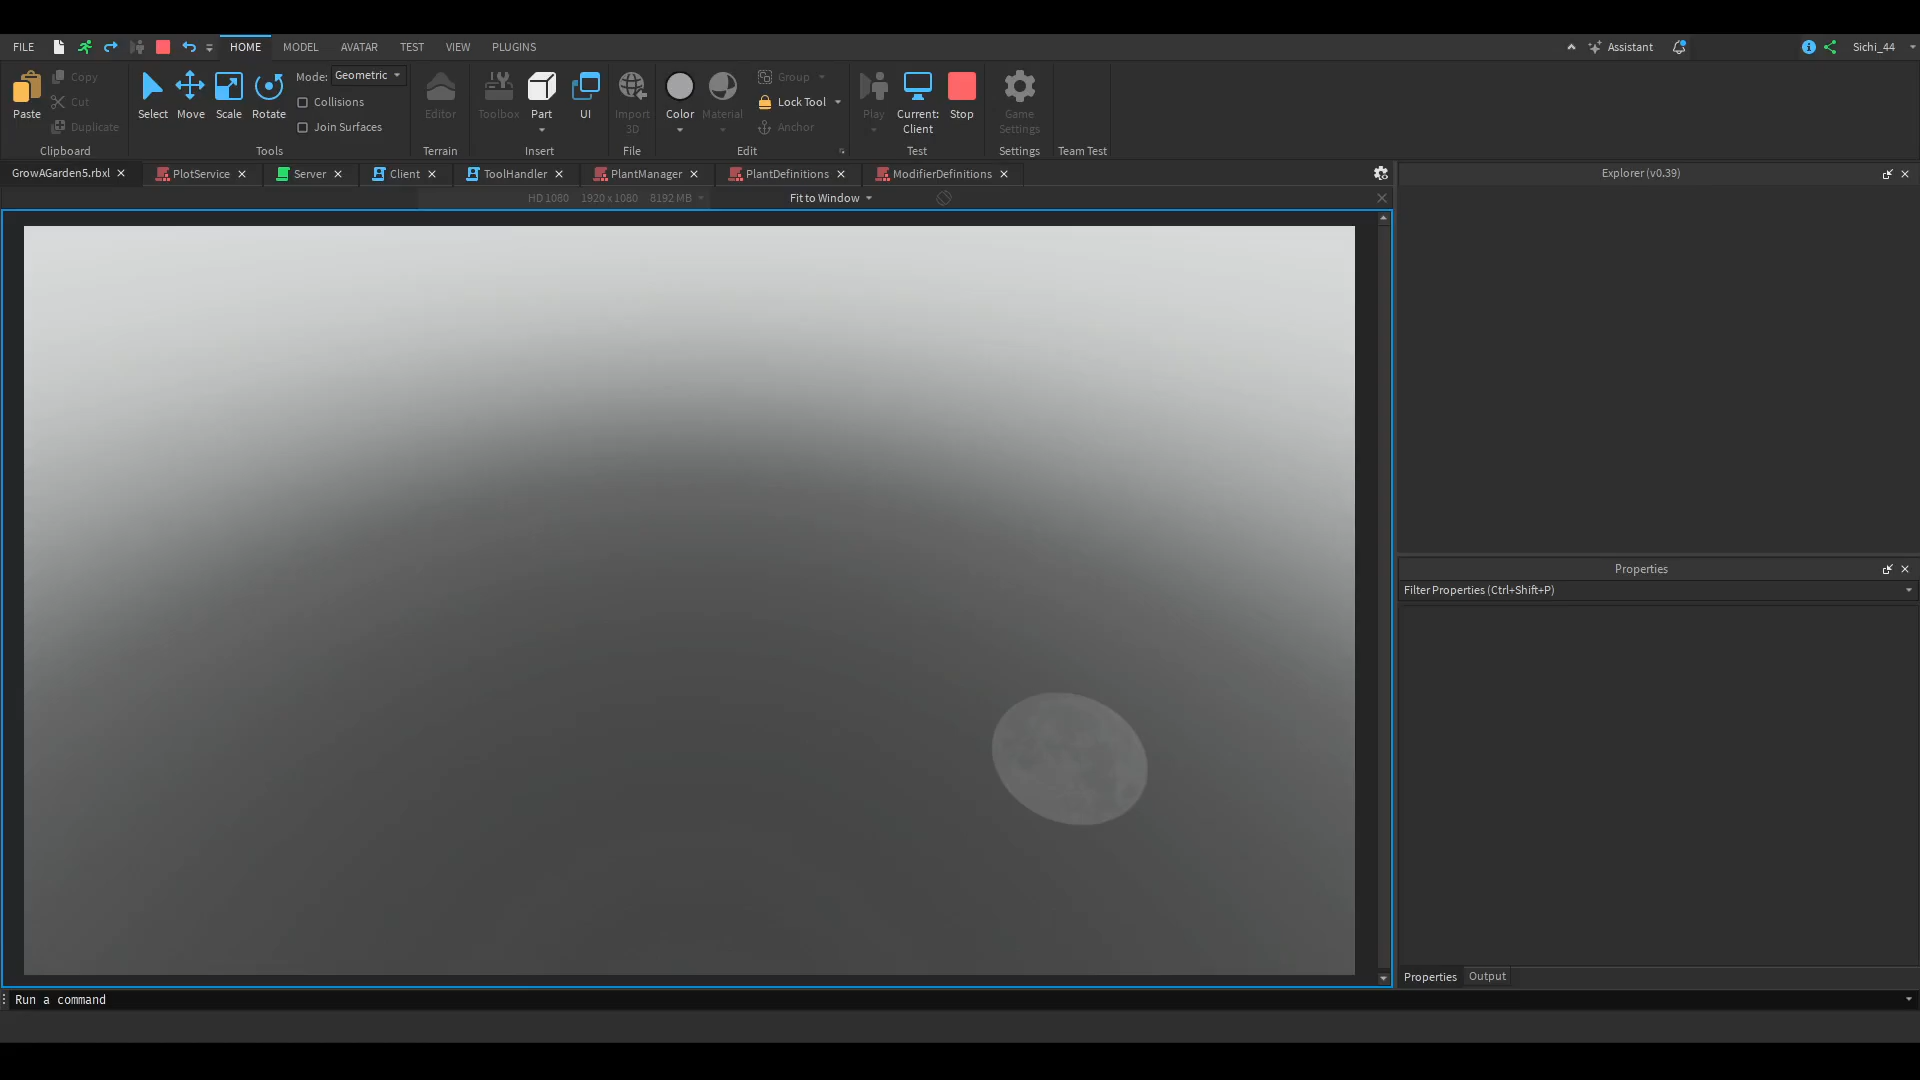 FILE HOME MODEL AVATAR TEST VIEW PLUGINS Assistant Sichi_44
Paste Copy Cut Duplicate Clipboard
Select Move Scale Rotate Mode: Geometric Collisions Join Surfaces Tools
Editor Terrain
Toolbox Part UI Insert
Import 3D File
Color Material Group Lock Tool Anchor Edit
Play Current: Client Stop Test
Game Settings Settings
Team Test
GrowAGarden5.rbxl PlotService Server Client ToolHandler PlantManager PlantDefinitions ModifierDefinitions
HD 1080 1920 x 1080 8192 MB Fit to Window
Explorer (v0.39)
Properties
Filter Properties (Ctrl+Shift+P)
Properties Output
Run a command